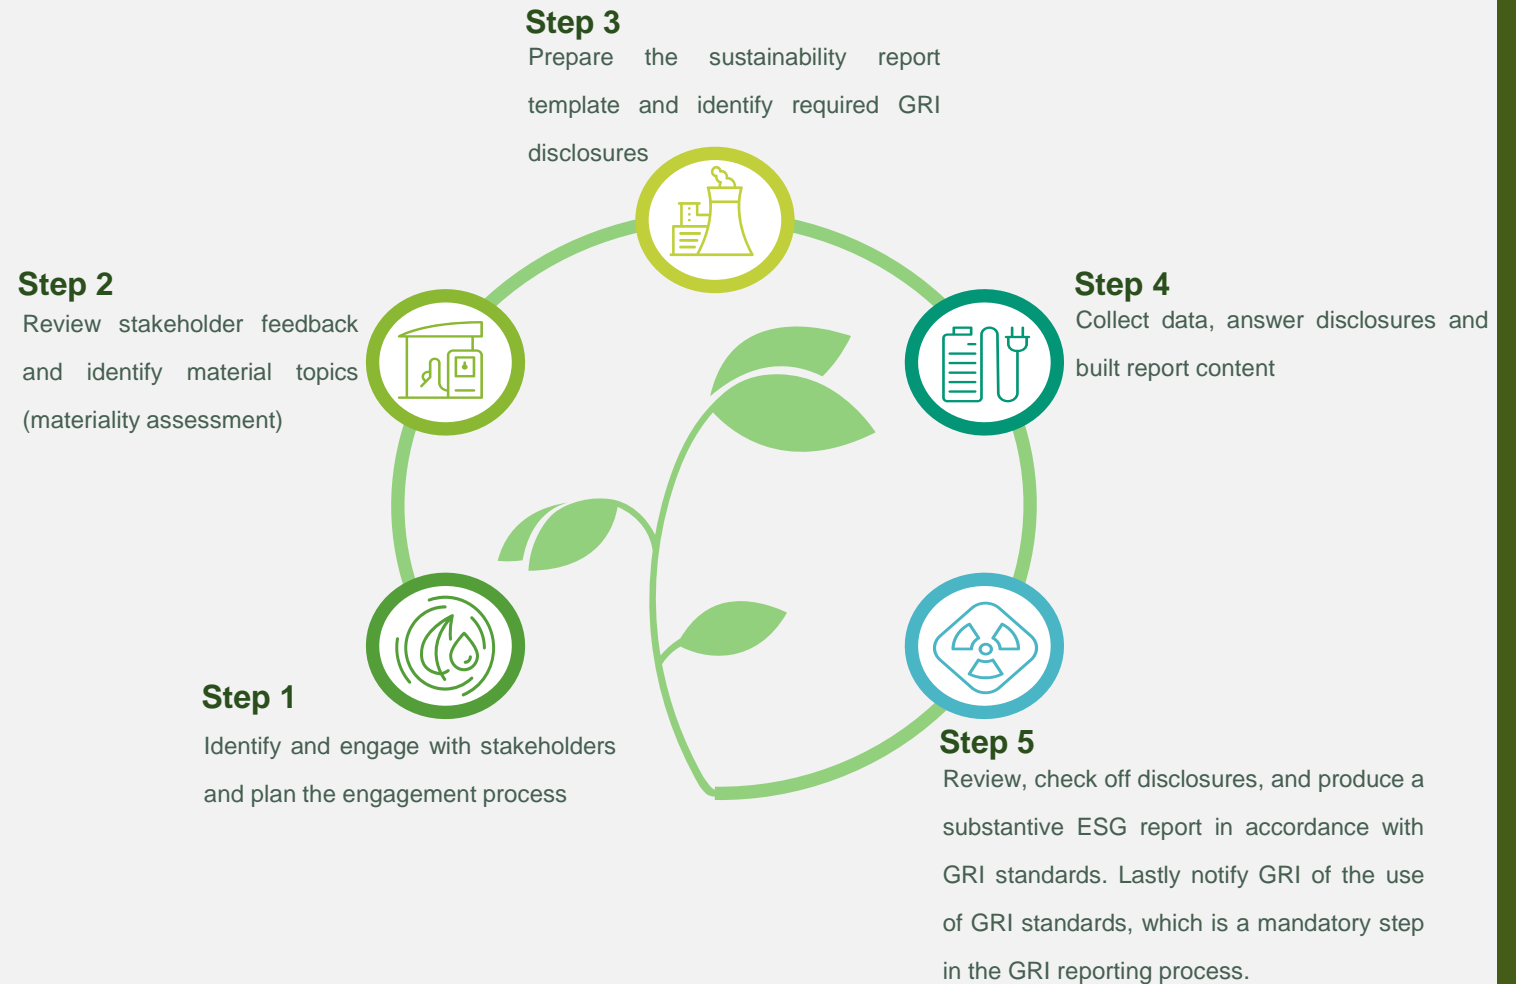 Step 1
Identify and engage with stakeholders
and plan the engagement process
Step 2
Review stakeholder feedback
and identify material topics
(materiality assessment)
Step 3
Prepare the sustainability report
template and identify required GRI
disclosures
Step 4
Collect data, answer disclosures and
built report content
Step 5
Review, check off disclosures, and produce a
substantive ESG report in accordance with
GRI standards. Lastly notify GRI of the use
of GRI standards, which is a mandatory step
in the GRI reporting process.